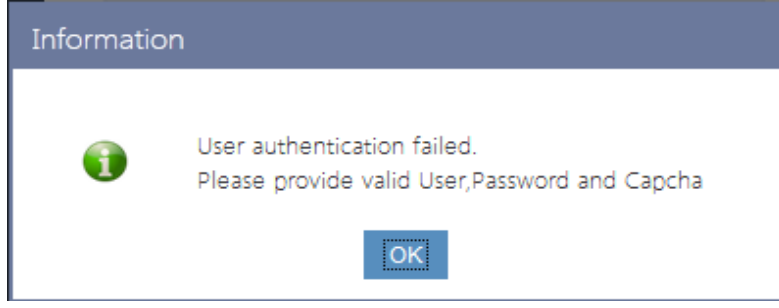 Information
User authentication failed.
Please provide valid User,Password and Capcha
OK